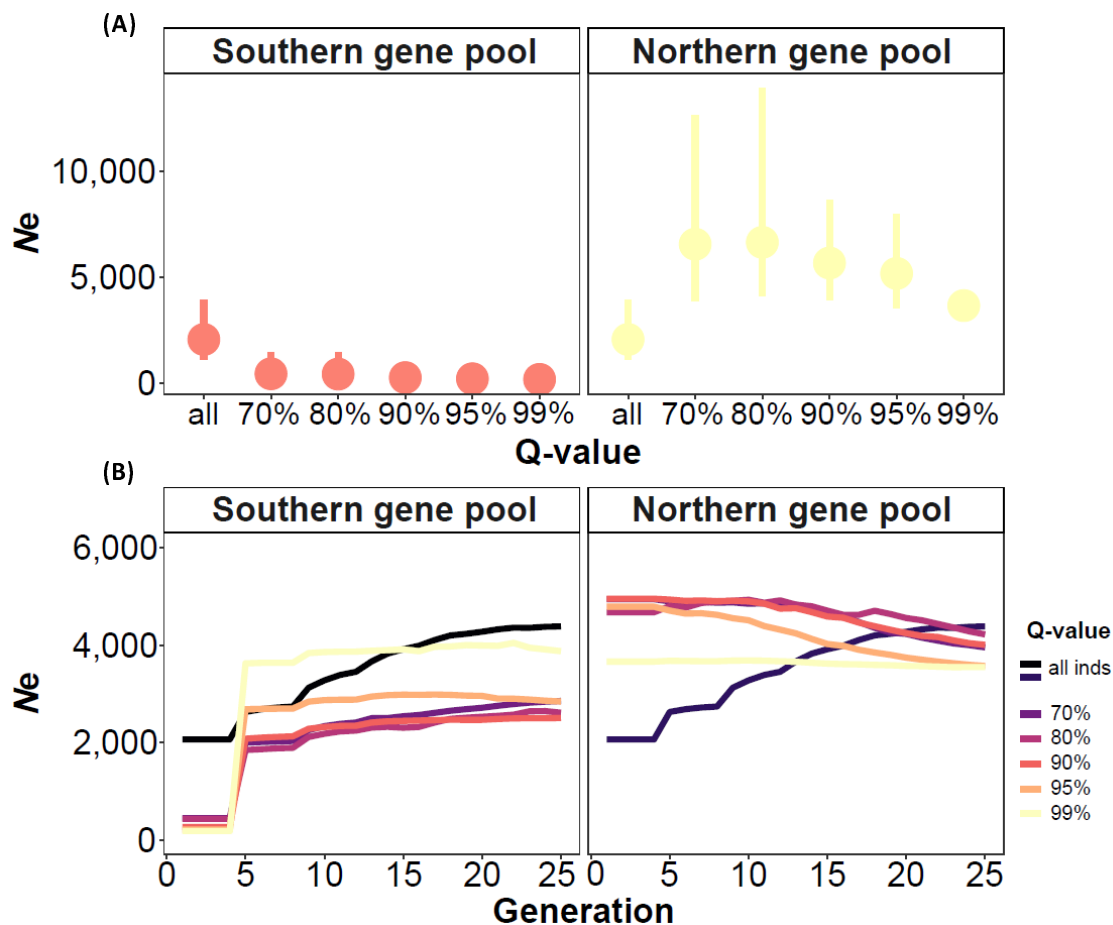 (A)
Southern gene pool
Northern gene pool
Ne
10,000
5,000
0
all 70% 80% 90% 95% 99%
all 70% 80% 90% 95% 99%
Q-value
(B)
Southern gene pool
Northern gene pool
Ne
6,000
4,000
2,000
0
0 5 10 15 20 25
0 5 10 15 20 25
Generation
Q-value
all inds
70%
80%
90%
95%
99%